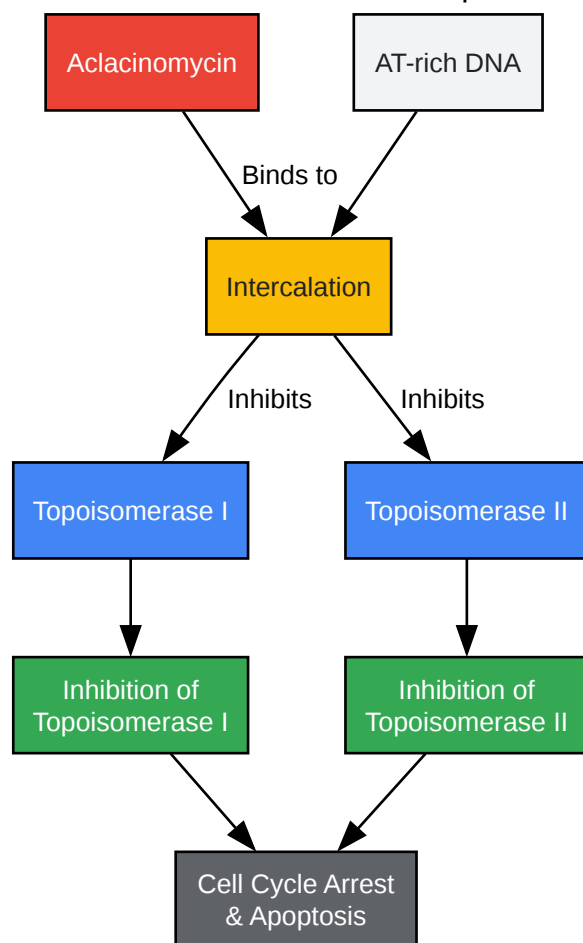 Aclacinomycin
AT-rich DNA
Binds to
Intercalation
Inhibits
Inhibits
Topoisomerase I
Topoisomerase II
Inhibition of
Topoisomerase I
Inhibition of
Topoisomerase II
Cell Cycle Arrest
& Apoptosis